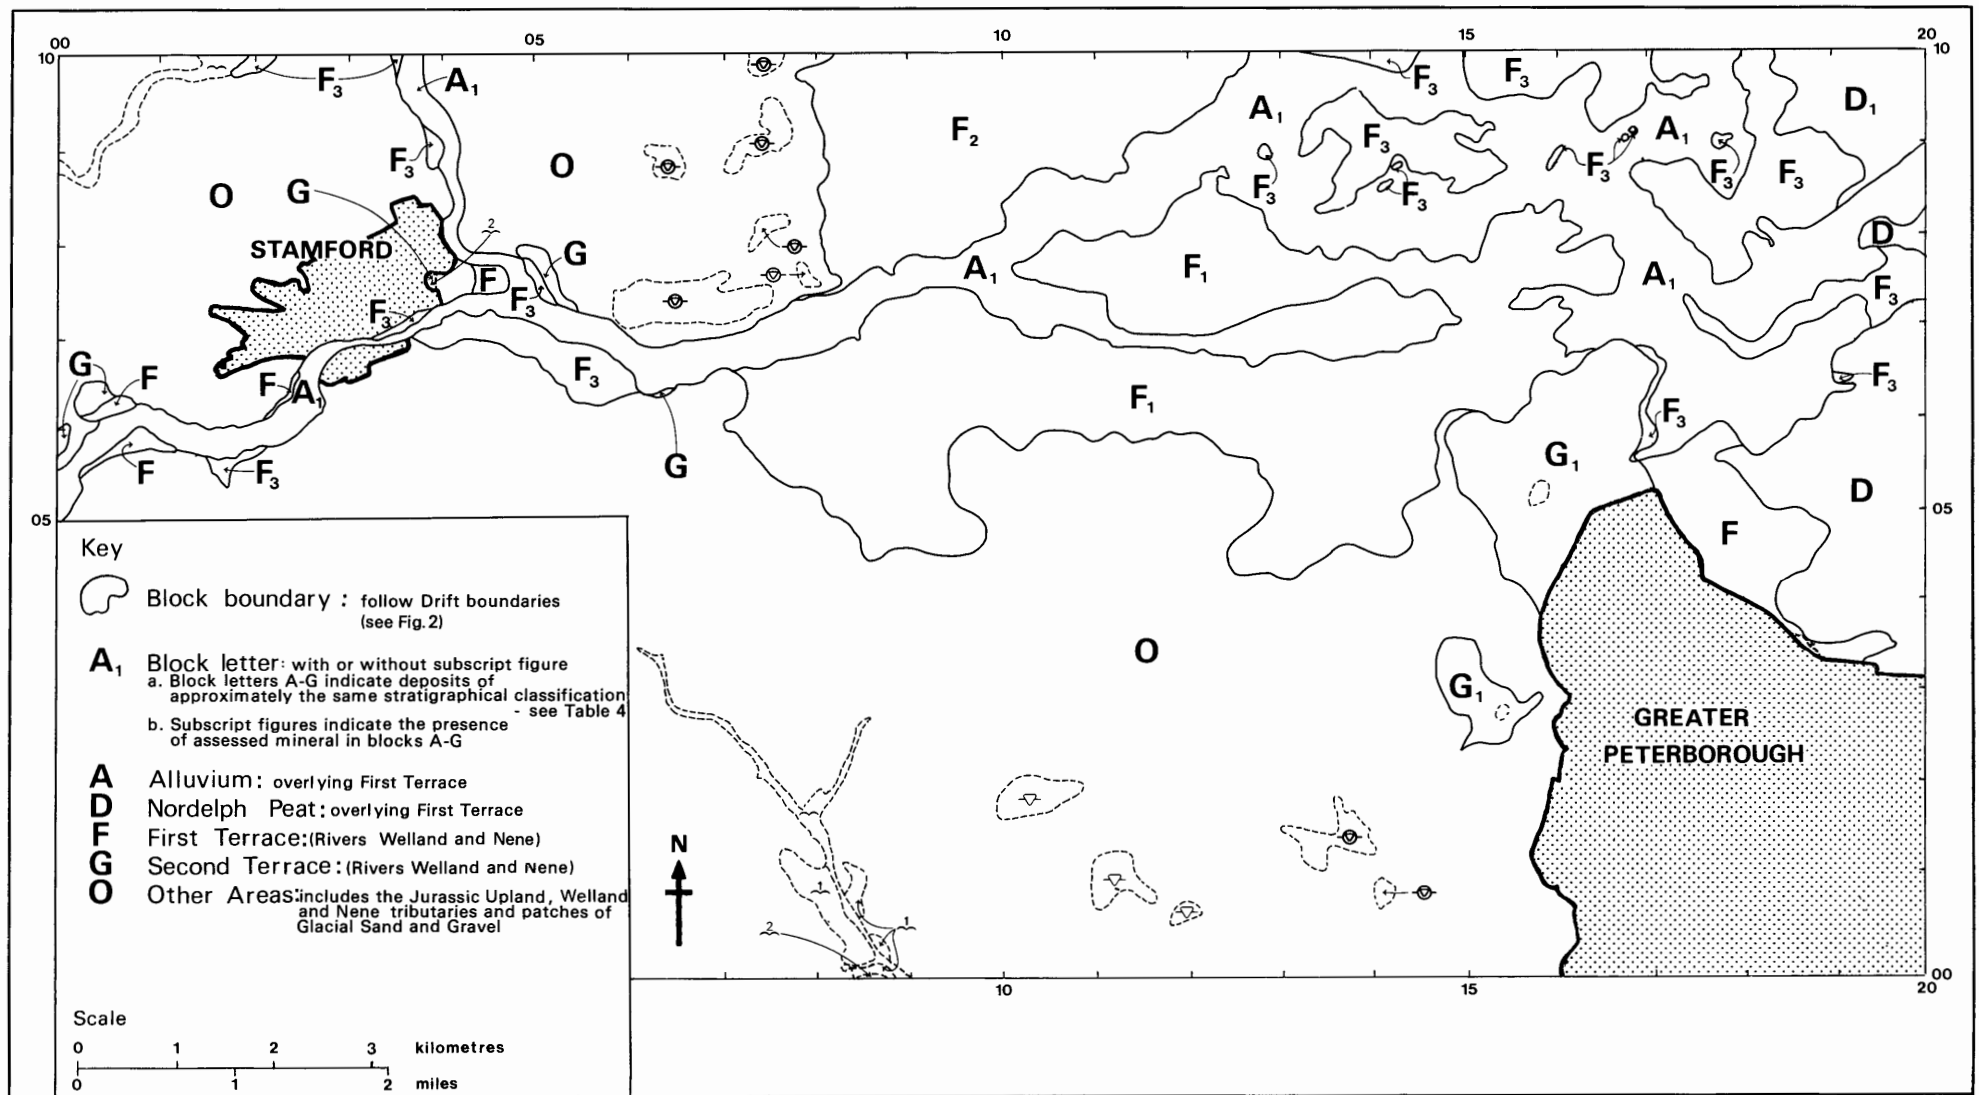 00 05 10 15 20
10 10
F3 A1 F3 F3 D1
A1 F2 F3 A1
F3 O F3 F3 F3 F3
O G F3 F3
STAMFORD 2 G D
F F3 A1 F1 A1 F3
F3
G F F A1 F3 F1 F3
F3
F F3 G G1
D
05 05
F
Key
Block boundary : follow Drift boundaries
(see Fig.2)
A1 Block letter: with or without subscript figure
a. Block letters A-G indicate deposits of
approximately the same stratigraphical classification
- see Table 4
b. Subscript figures indicate the presence
of assessed mineral in blocks A-G
A Alluvium: overlying First Terrace
D Nordelph Peat: overlying First Terrace
F First Terrace:(Rivers Welland and Nene)
G Second Terrace:(Rivers Welland and Nene)
O Other Areas:includes the Jurassic Upland, Welland
and Nene tributaries and patches of
Glacial Sand and Gravel
Scale
0 1 2 3 kilometres
0 1 2 miles
O
G1
GREATER
PETERBOROUGH
N
1
2 1
00
10 15 20